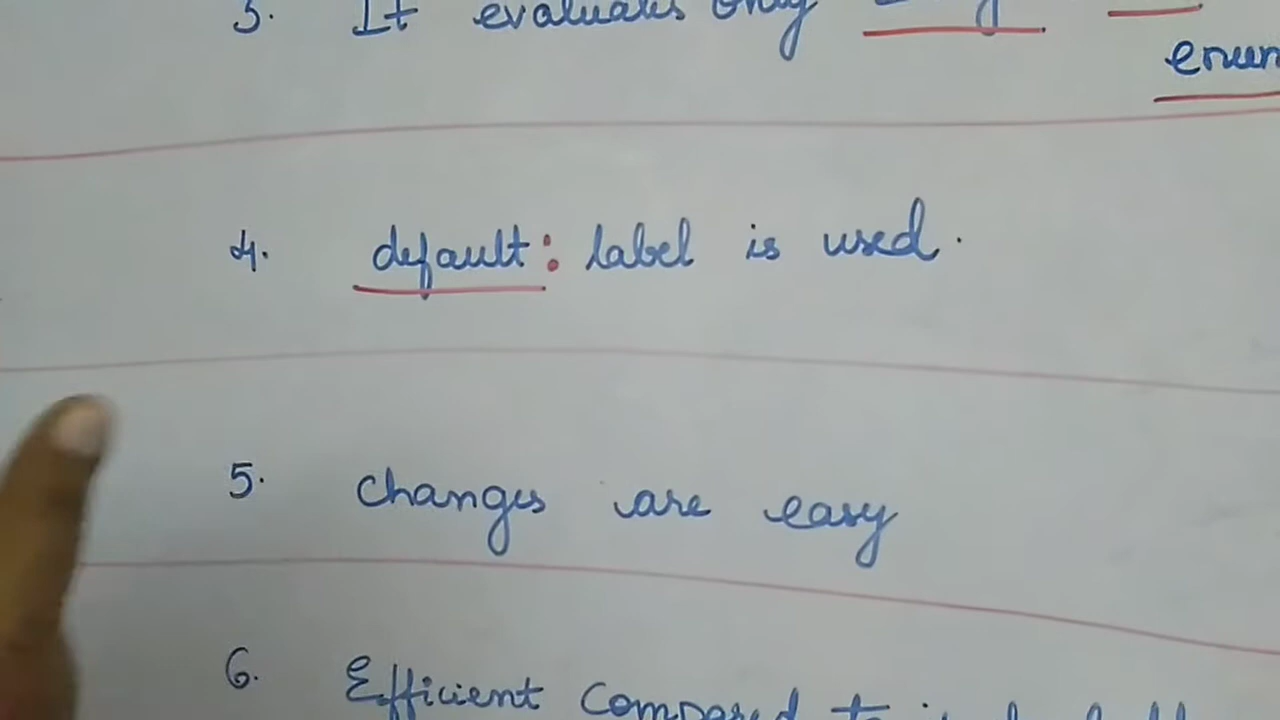 3. It evaluates only
enum
4. default: label is used.
5. changes are easy
6. Efficient Compared to